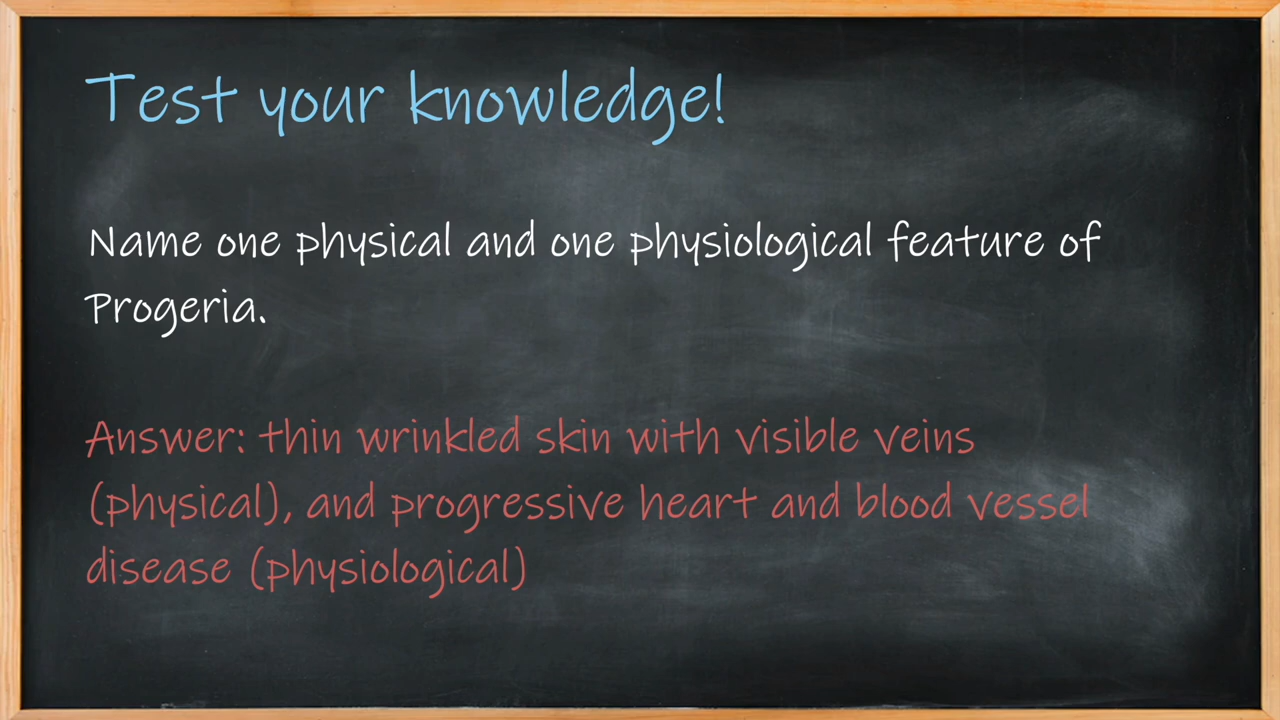 Test your knowledge!
Name one physical and one physiological feature of
Progeria.
Answer: thin wrinkled skin with visible veins
(physical), and progressive heart and blood vessel
disease (physiological)